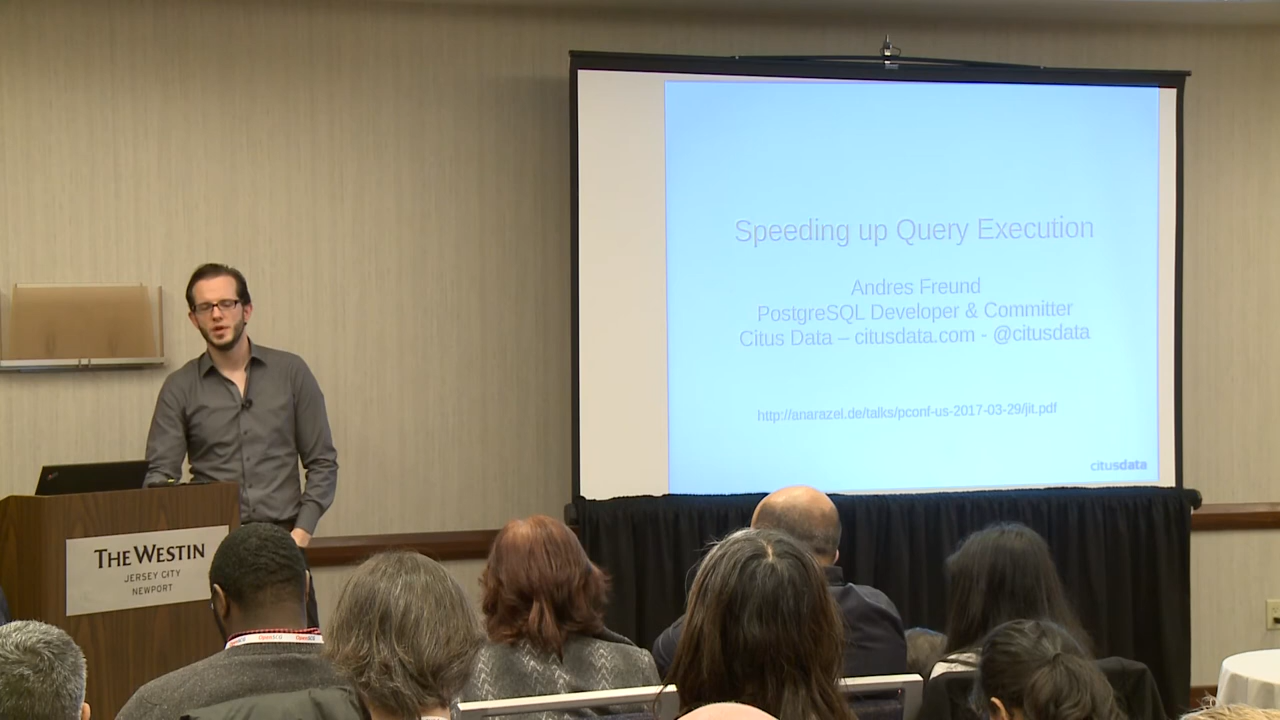 Speeding up Query Execution
Andres Freund
PostgreSQL Developer & Committer
Citus Data – citusdata.com - @citusdata
http://anarazel.de/talks/pconf-us-2017-03-29/jit.pdf
citusdata
THE WESTIN
JERSEY CITY
NEWPORT